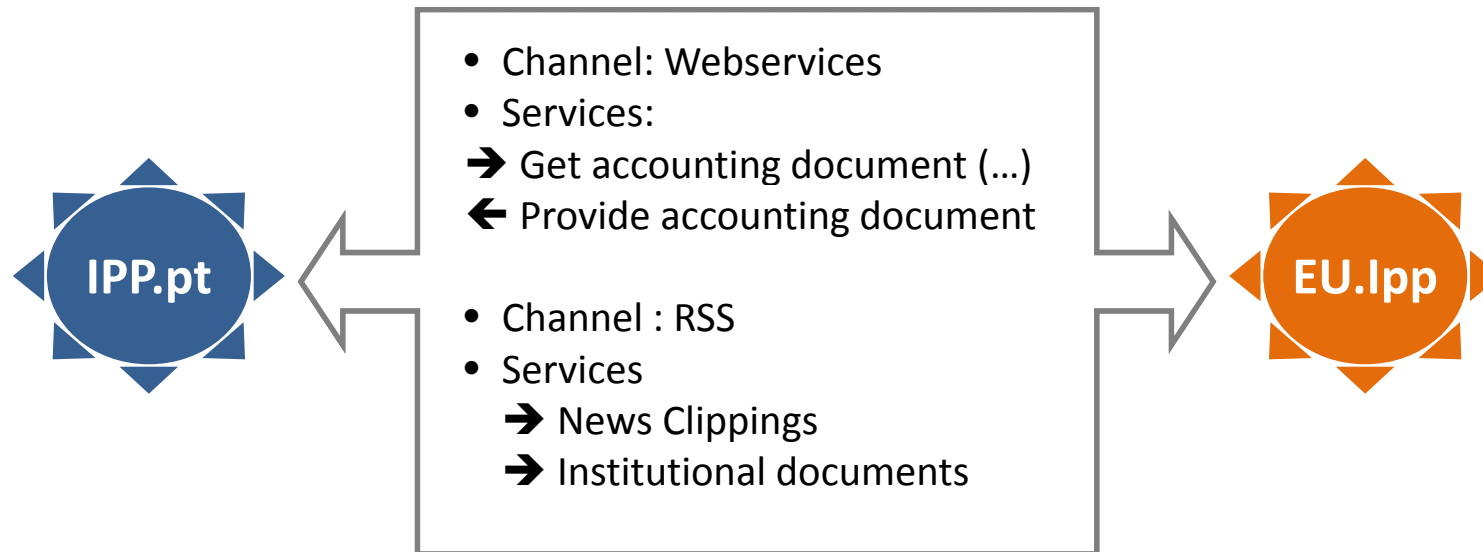 • Channel: Webservices
• Services:
➔ Get accounting document (…)
🡸 Provide accounting document
IPP.pt
EU.Ipp
• Channel : RSS
• Services
➔ News Clippings
➔ Institutional documents